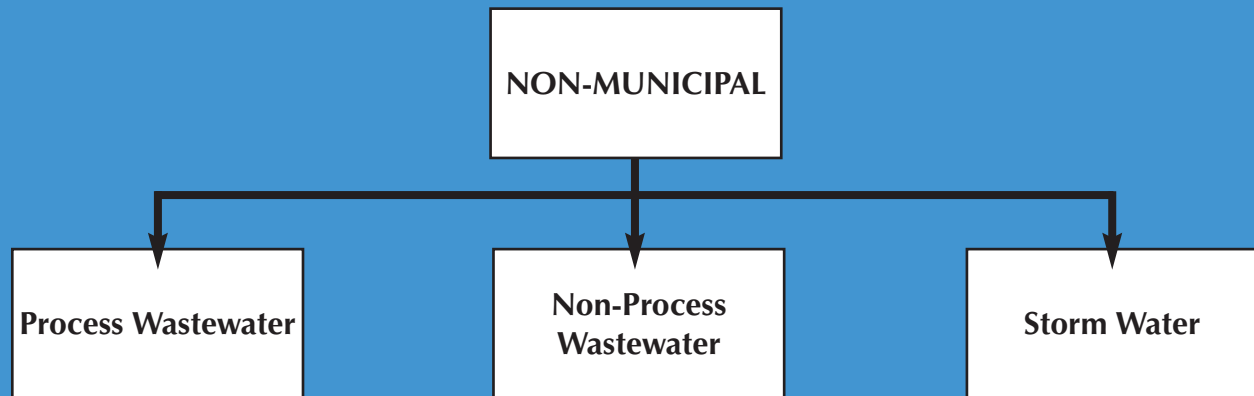 NON-MUNICIPAL
Process Wastewater
Non-Process
Wastewater
Storm Water